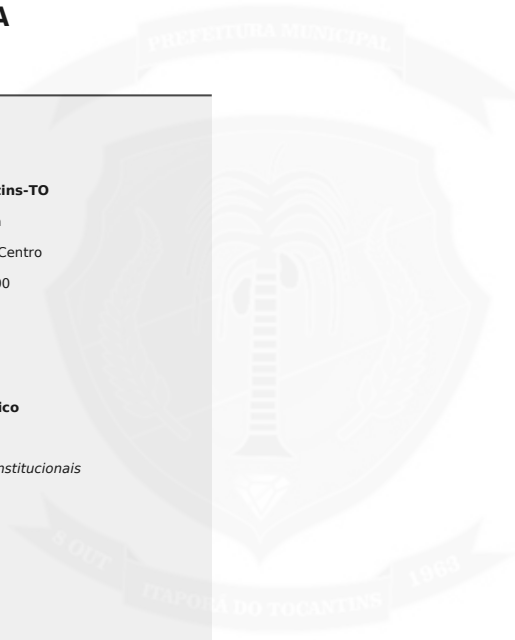 A
PREFEITURA MUNICIPAL
tins-TO
Centro
00
ico
nstitucionais
8 OUT
1963
ITAPORÃ DO TOCANTINS